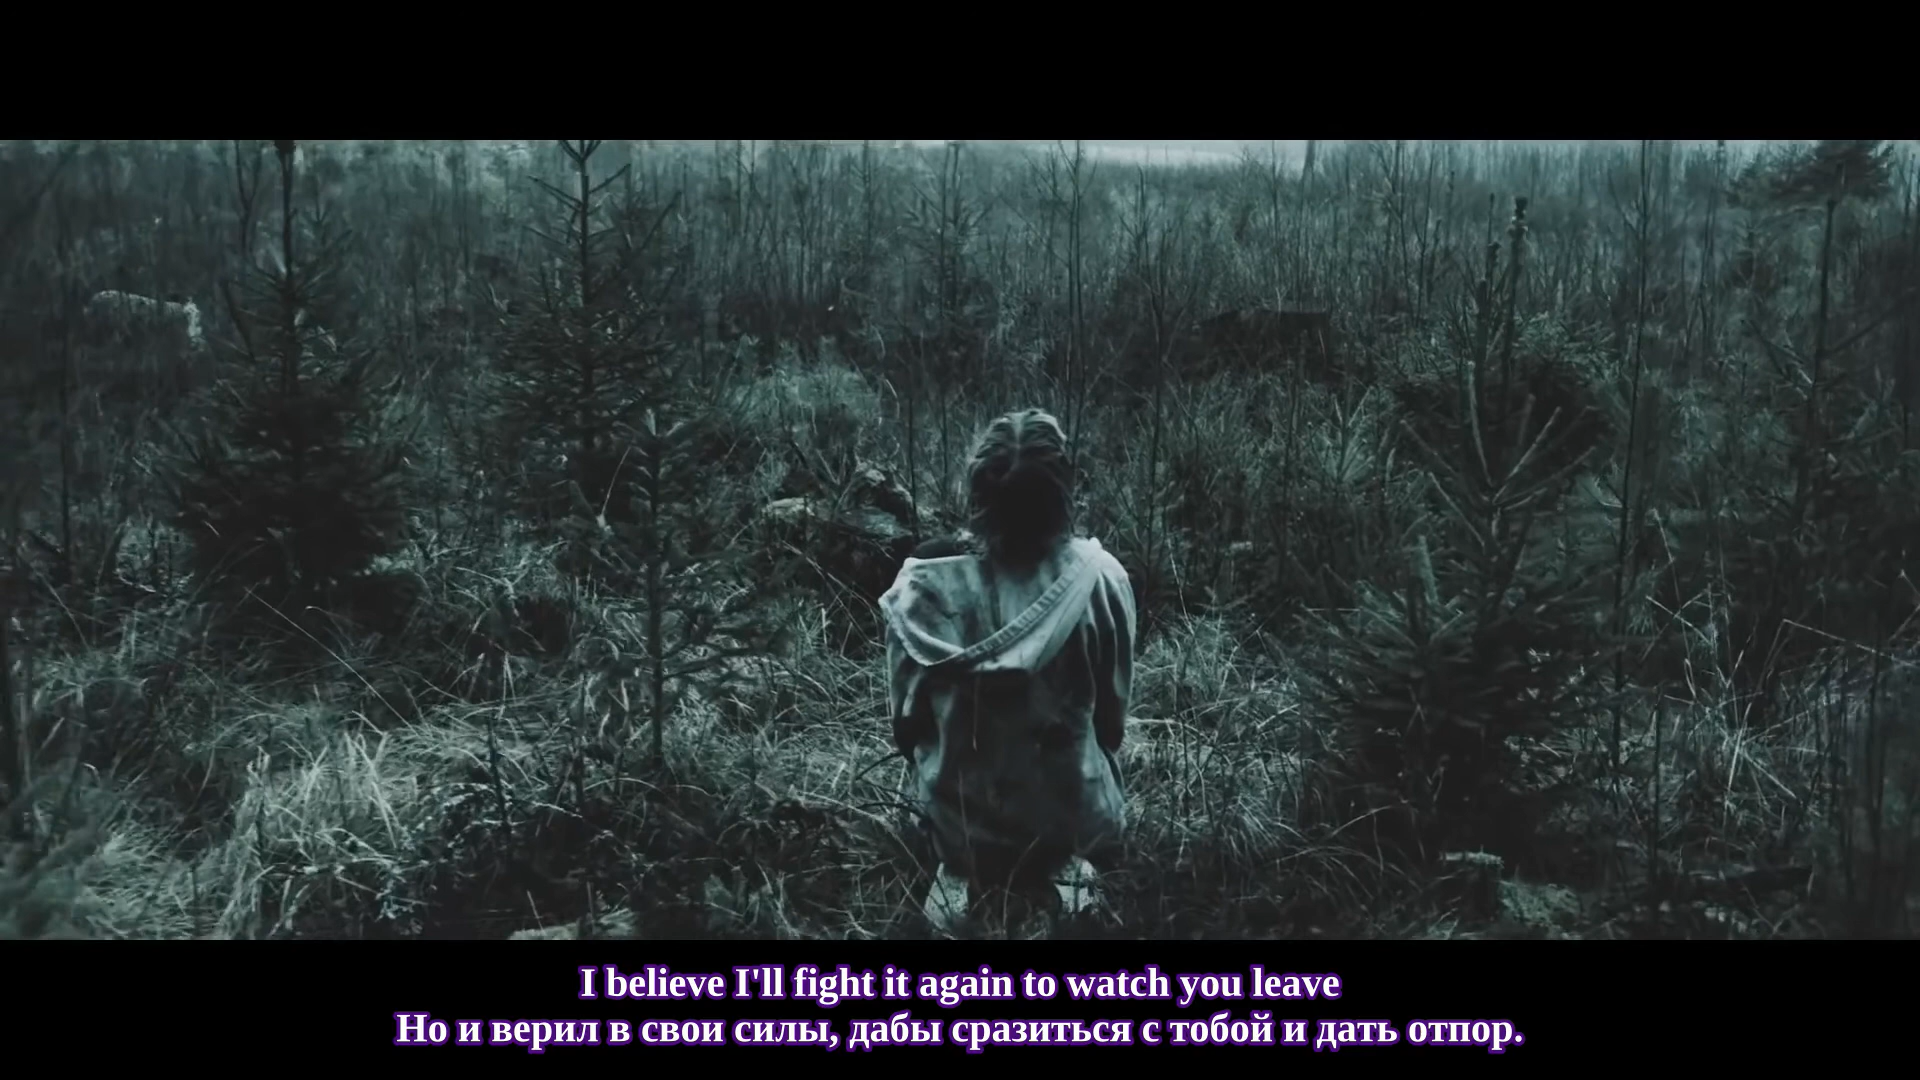 I believe I'll fight it again to watch you leave
Но и верил в свои силы, дабы сразиться с тобой и дать отпор.